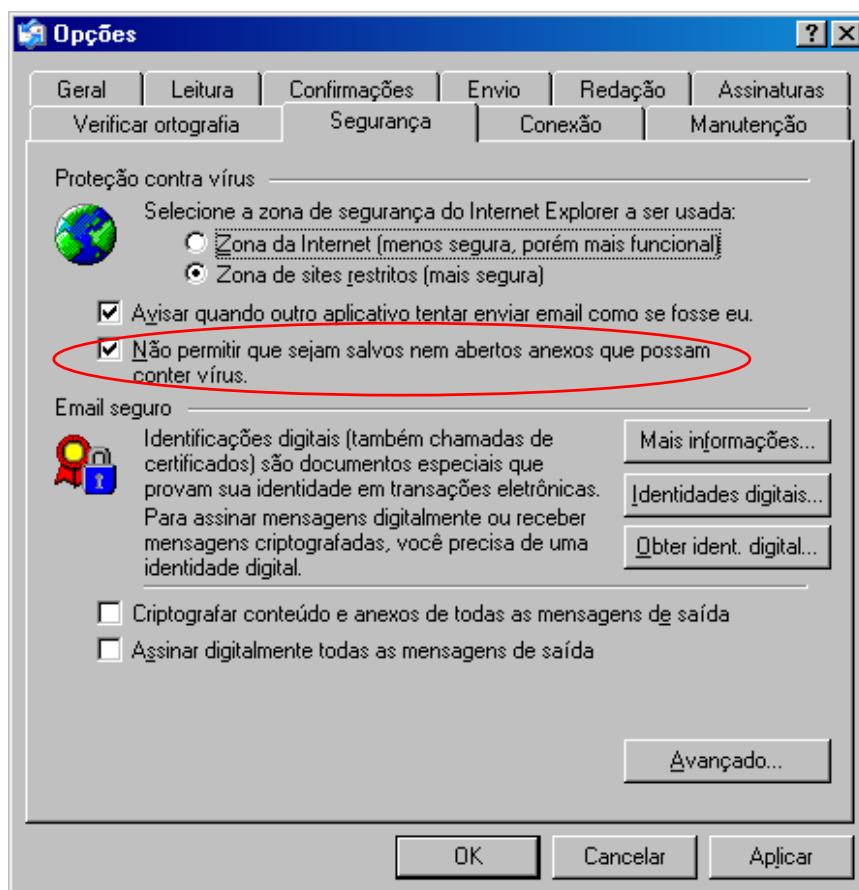 Opções
Geral Leitura Confirmações Envio Redação Assinaturas
Verificar ortografia Segurança Conexão Manutenção
Proteção contra vírus
Selecione a zona de segurança do Internet Explorer a ser usada:
Zona da Internet (menos segura, porém mais funcional)
Zona de sites restritos (mais segura)
Avisar quando outro aplicativo tentar enviar email como se fosse eu.
Não permitir que sejam salvos nem abertos anexos que possam
conter vírus.
Email seguro
Identificações digitais (também chamadas de
certificados) são documentos especiais que
provam sua identidade em transações eletrônicas.
Para assinar mensagens digitalmente ou receber
mensagens criptografadas, você precisa de uma
identidade digital.
Mais informações...
Identidades digitais...
Obter ident. digital...
Criptografar conteúdo e anexos de todas as mensagens de saída
Assinar digitalmente todas as mensagens de saída
Avançado...
OK Cancelar Aplicar